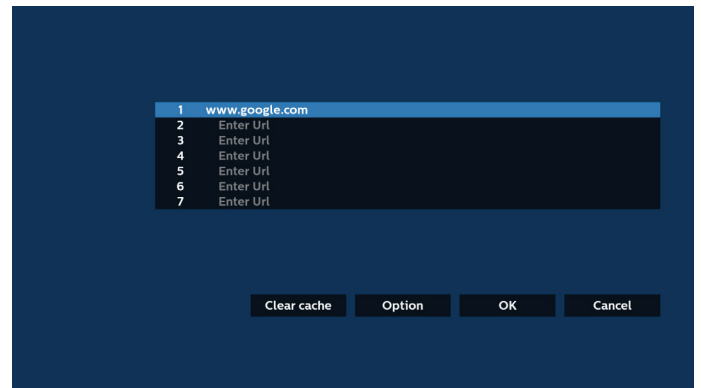 1 www.google.com
2 Enter Url
3 Enter Url
4 Enter Url
5 Enter Url
6 Enter Url
7 Enter Url
Clear cache Option OK Cancel